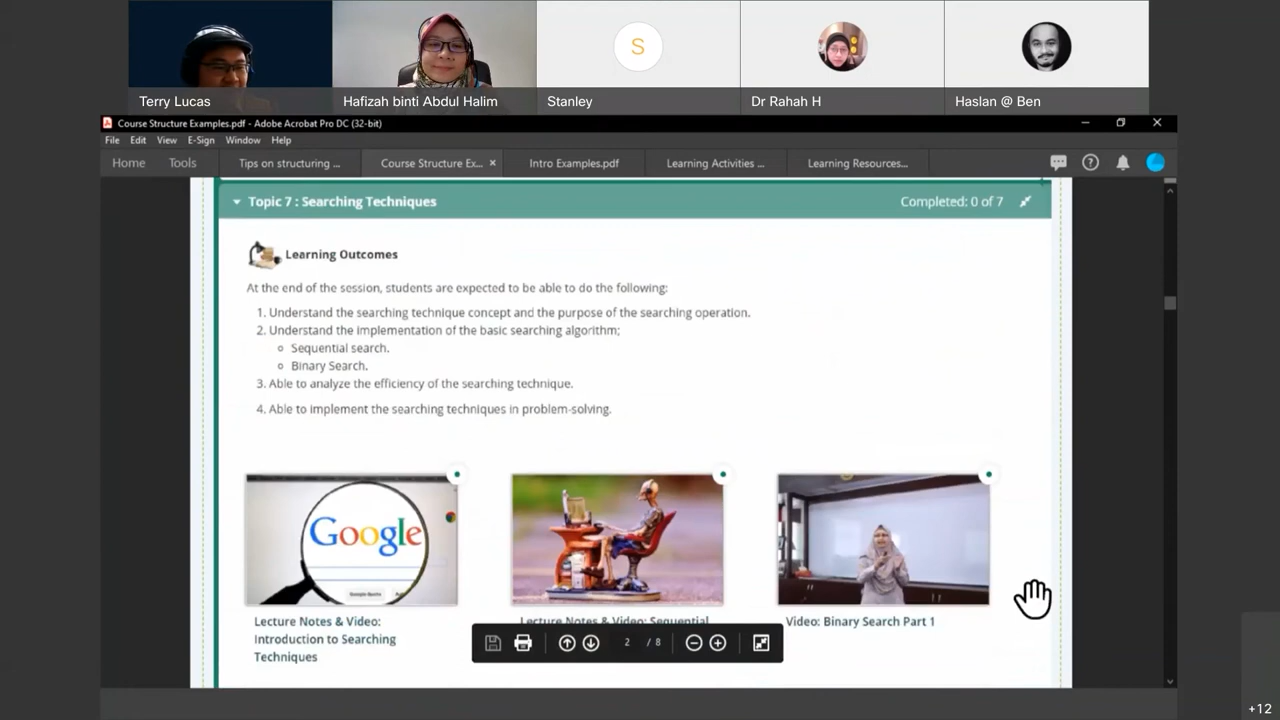 S
Terry Lucas
Hafizah binti Abdul Halim
Stanley
Dr Rahah H
Haslan @ Ben
Course Structure Examples.pdf - Adobe Acrobat Pro DC (32-bit)
File Edit View E-Sign Window Help
Home Tools Tips on structuring ... Course Structure Ex... × Intro Examples.pdf Learning Activities ... Learning Resources...
Topic 7 : Searching Techniques
Completed: 0 of 7
Learning Outcomes
At the end of the session, students are expected to be able to do the following:
1. Understand the searching technique concept and the purpose of the searching operation.
2. Understand the implementation of the basic searching algorithm;
Sequential search.
Binary Search.
3. Able to analyze the efficiency of the searching technique.
4. Able to implement the searching techniques in problem-solving.
Google
Lecture Notes & Video:
Introduction to Searching
Techniques
Lecture Notes & Video: Sequential
Video: Binary Search Part 1
2 / 8
+12